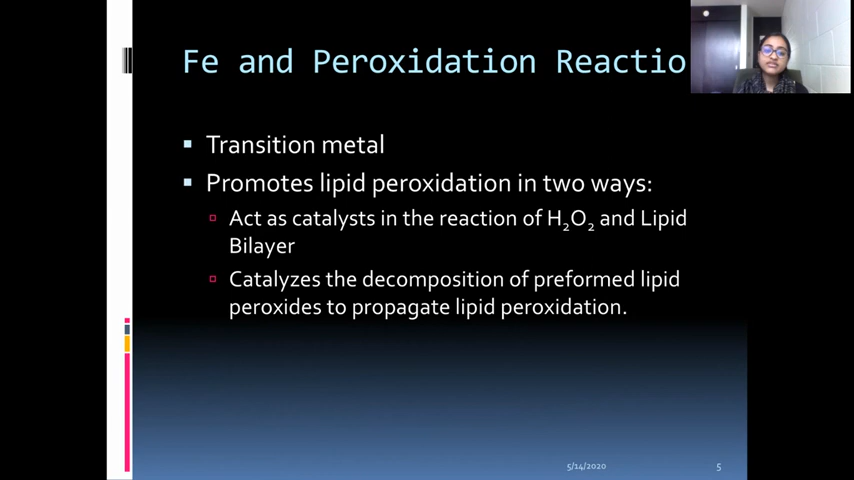 Fe and Peroxidation Reactio
Transition metal
Promotes lipid peroxidation in two ways:
Act as catalysts in the reaction of H₂O₂ and Lipid
Bilayer
Catalyzes the decomposition of preformed lipid
peroxides to propagate lipid peroxidation.
5/14/2020
5